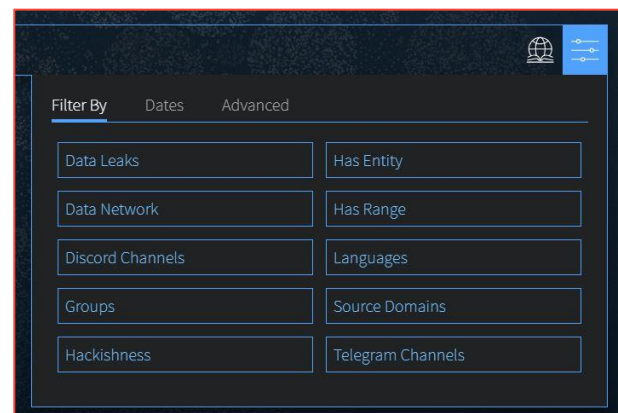 Filter By Dates Advanced
Data Leaks Has Entity
Data Network Has Range
Discord Channels Languages
Groups Source Domains
Hackishness Telegram Channels